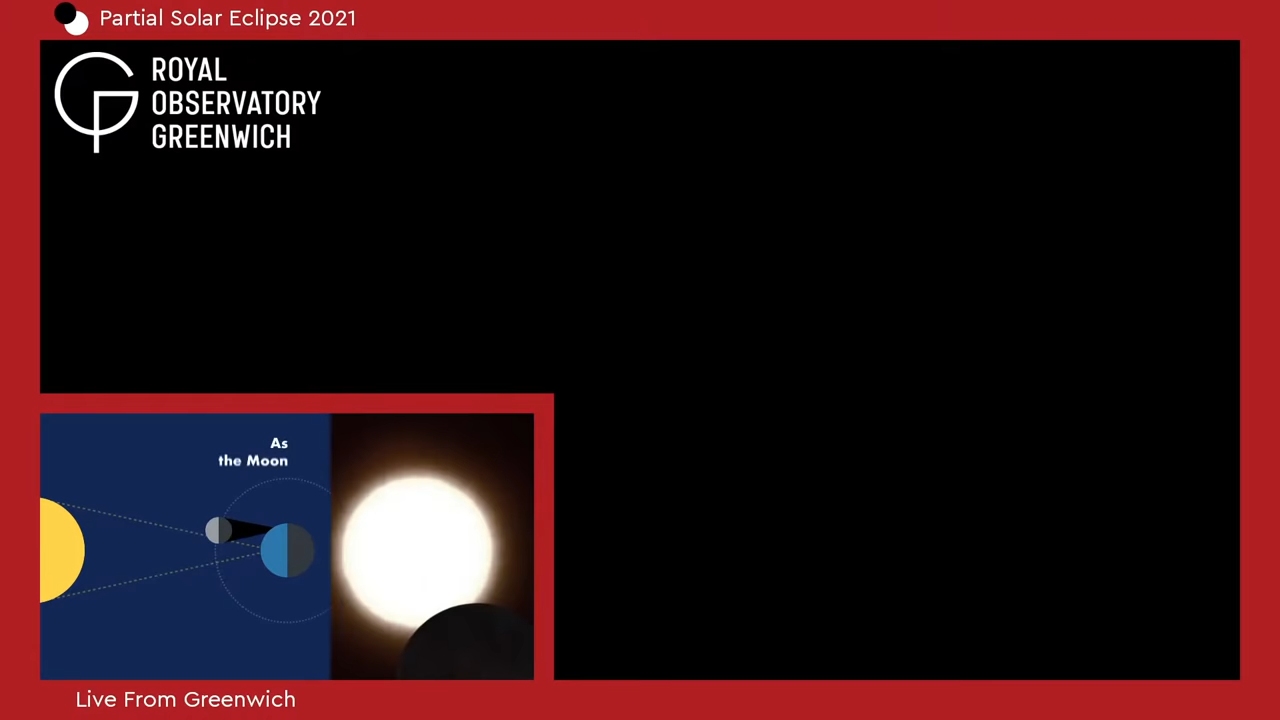 Partial Solar Eclipse 2021
ROYAL
OBSERVATORY
GREENWICH
As
the Moon
Live From Greenwich